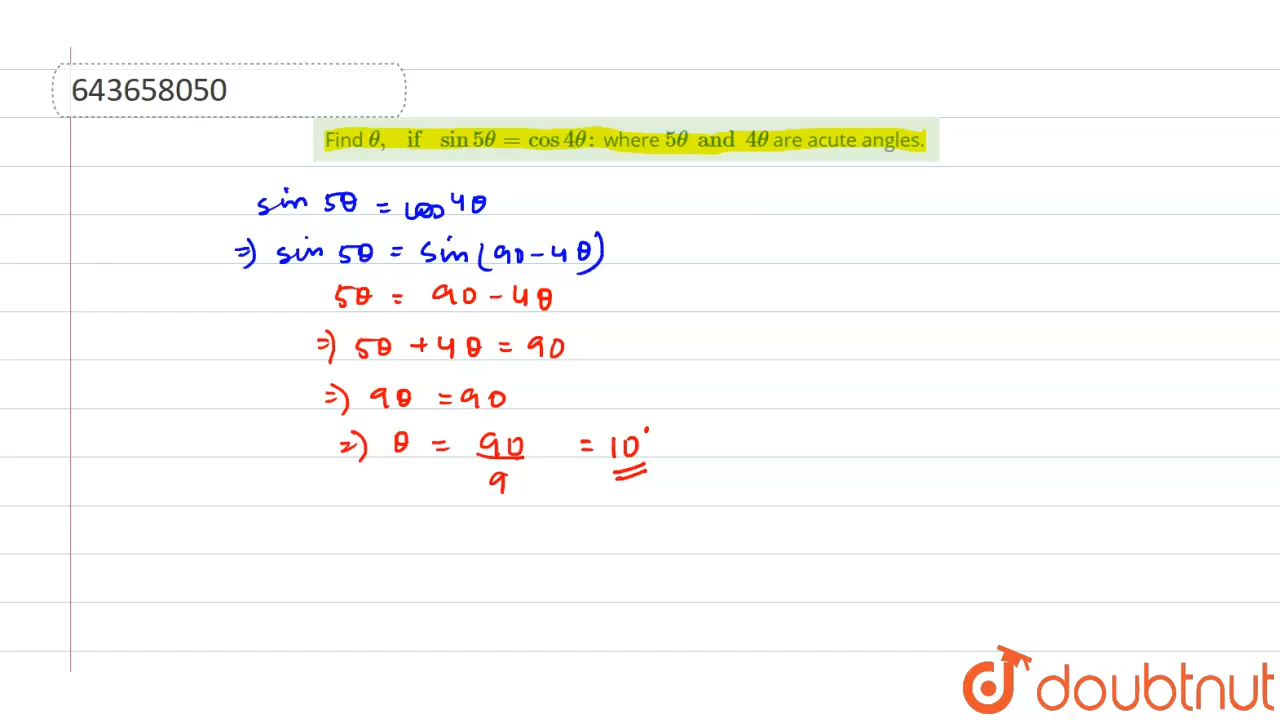 643658050
Find θ, if sin 5θ = cos 4θ : where 5θ and 4θ are acute angles.
sin 5θ = cos 4θ
⇒ sin 5θ = sin(90 - 4θ)
5θ = 90 - 4θ
⇒ 5θ + 4θ = 90
⇒ 9θ = 90
⇒ θ = 90/9 = 10°
doubtnut